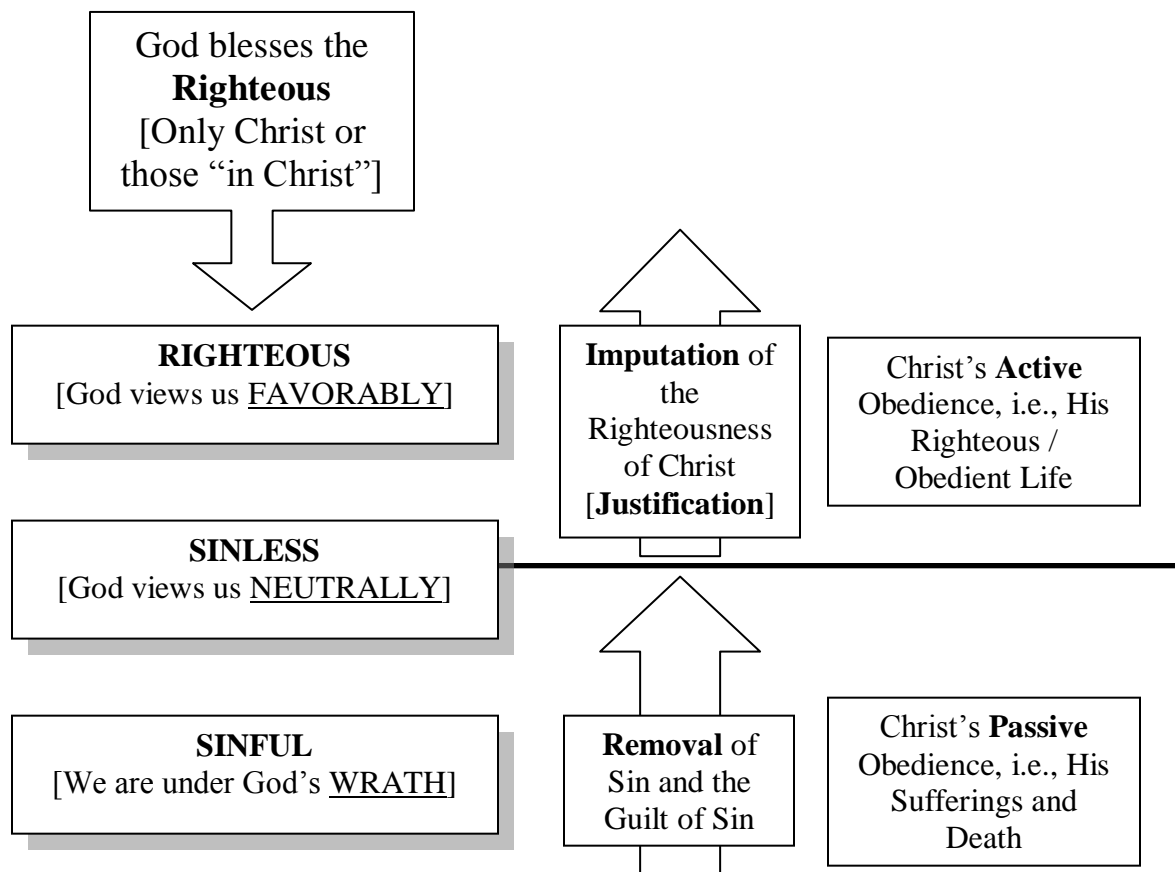 God blesses the
Righteous
[Only Christ or
those “in Christ”]
RIGHTEOUS
[God views us FAVORABLY]
Imputation of
the
Righteousness
of Christ
[Justification]
Christ’s Active
Obedience, i.e., His
Righteous /
Obedient Life
SINLESS
[God views us NEUTRALLY]
SINFUL
[We are under God’s WRATH]
Removal of
Sin and the
Guilt of Sin
Christ’s Passive
Obedience, i.e., His
Sufferings and
Death